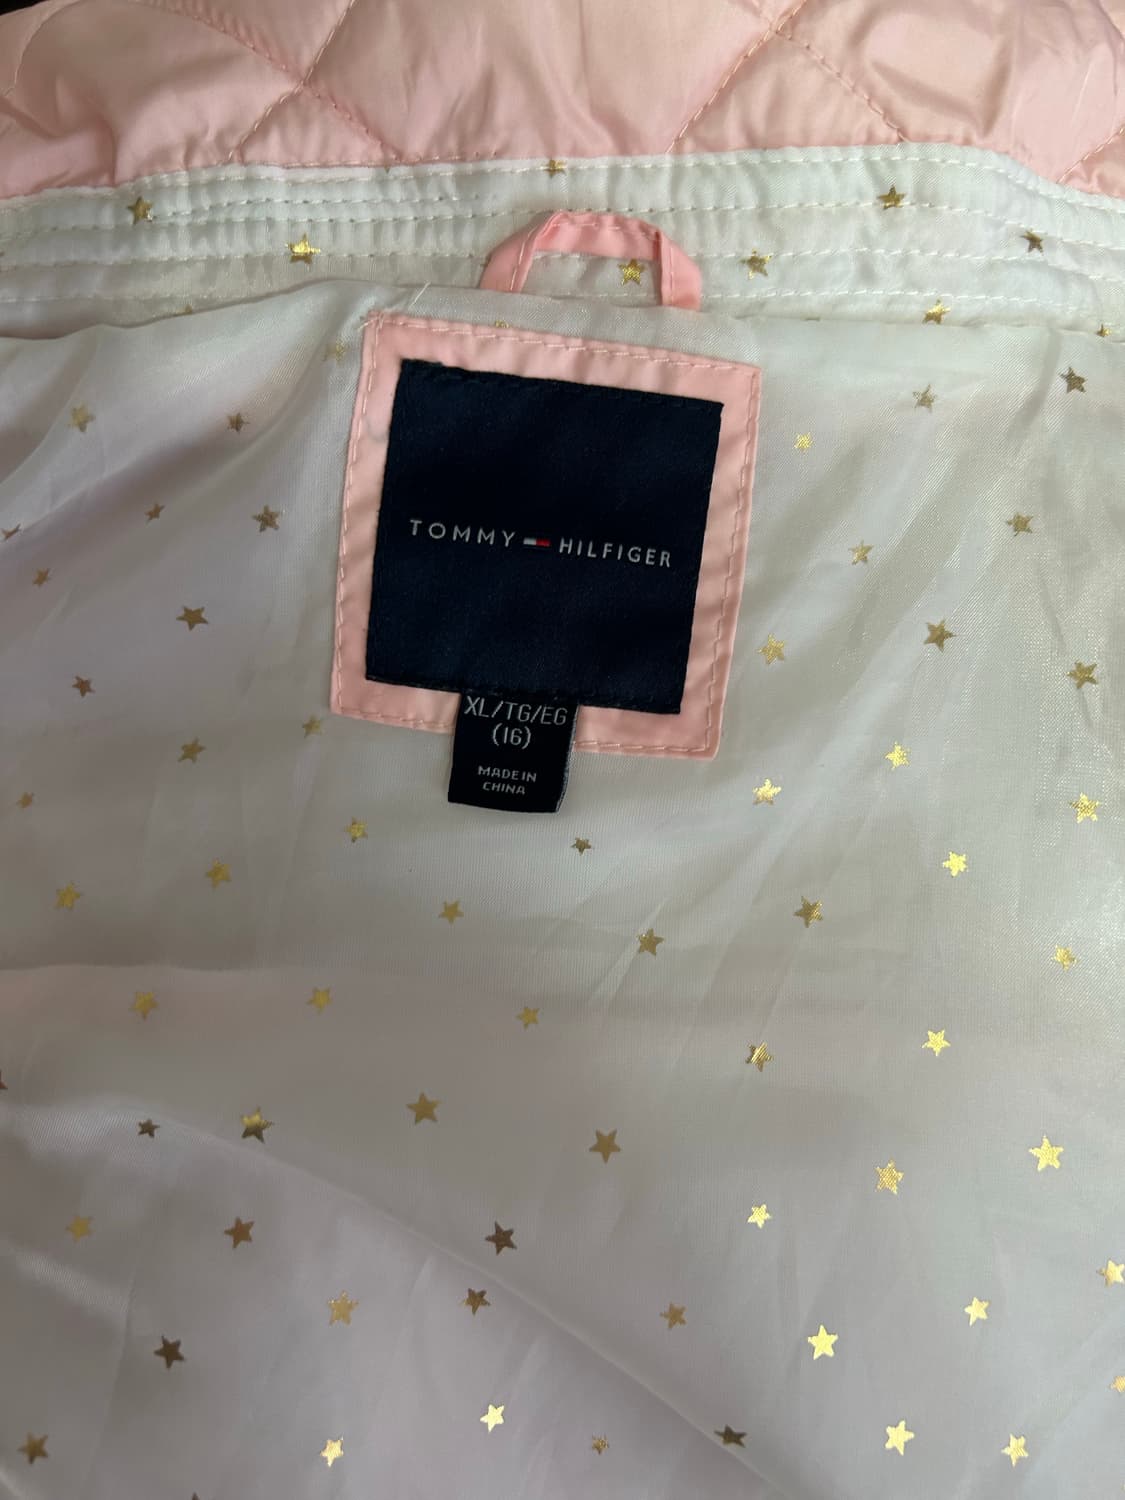 TOMMY HILFIGER
XL/TG/EG
(16)
MADE IN
CHINA